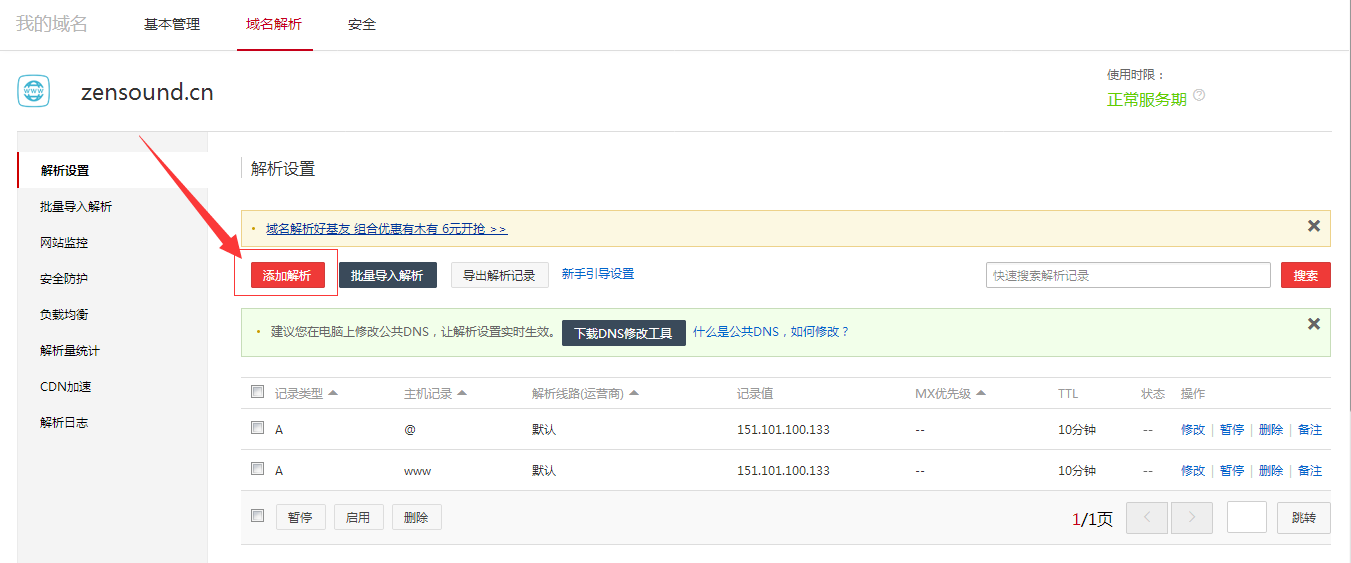 我的域名 基本管理 域名解析 安全
www
zensound.cn
使用时限：
正常服务期
解析设置
批量导入解析
网站监控
安全防护
负载均衡
解析量统计
CDN加速
解析日志
解析设置
域名解析好基友 组合优惠有木有 6元开抢 >>
添加解析 批量导入解析 导出解析记录 新手引导设置 快速搜索解析记录 搜索
建议您在电脑上修改公共DNS，让解析设置实时生效。 下载DNS修改工具 什么是公共DNS，如何修改？
记录类型 主机记录 解析线路(运营商) 记录值 MX优先级 TTL 状态 操作
A @ 默认 151.101.100.133 -- 10分钟 -- 修改 | 暂停 | 删除 | 备注
A www 默认 151.101.100.133 -- 10分钟 -- 修改 | 暂停 | 删除 | 备注
暂停 启用 删除 1/1页 < > 跳转